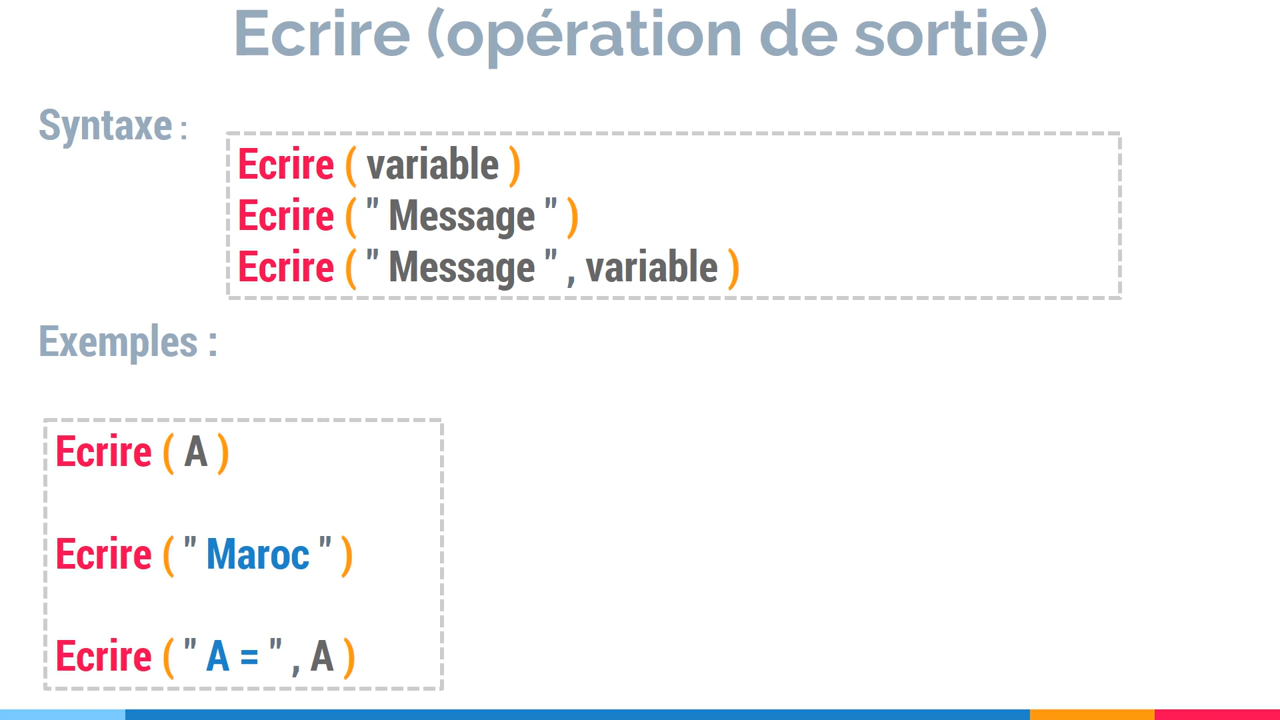 Ecrire (opération de sortie)
Syntaxe :
Ecrire ( variable )
Ecrire ( " Message " )
Ecrire ( " Message " , variable )
Exemples :
Ecrire ( A )
Ecrire ( " Maroc " )
Ecrire ( " A = " , A )